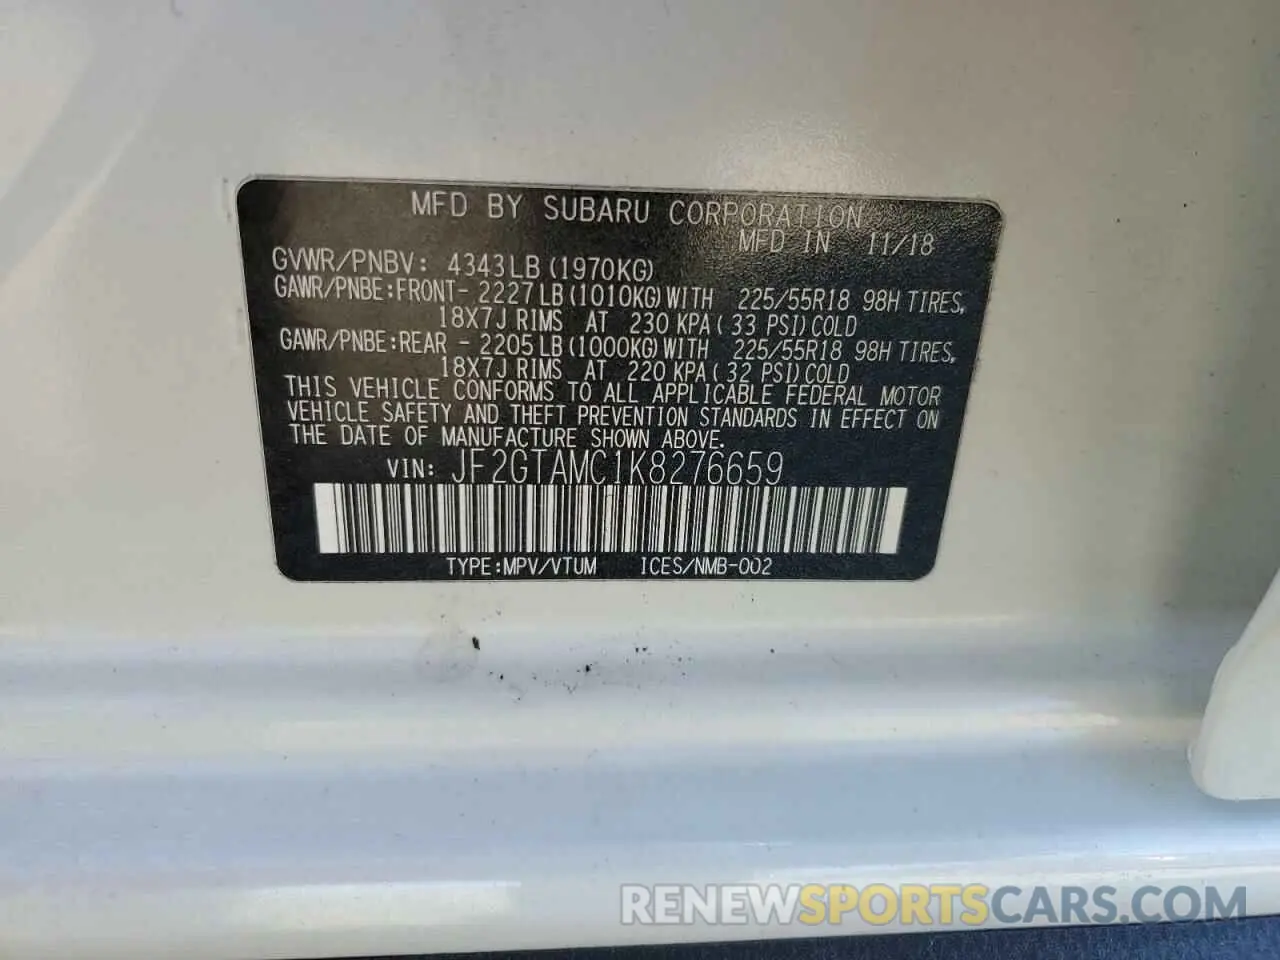 MFD BY SUBARU CORPORATION
MFD IN 11/18
GVWR/PNBV: 4343LB(1970KG)
GAWR/PNBE:FRONT- 2227LB(1010KG)WITH 225/55R18 98H TIRES,
18X7J RIMS AT 230 KPA(33 PSI)COLD
GAWR/PNBE:REAR - 2205LB(1000KG)WITH 225/55R18 98H TIRES,
18X7J RIMS AT 220 KPA(32 PSI)COLD
THIS VEHICLE CONFORMS TO ALL APPLICABLE FEDERAL MOTOR
VEHICLE SAFETY AND THEFT PREVENTION STANDARDS IN EFFECT ON
THE DATE OF MANUFACTURE SHOWN ABOVE.
VIN: JF2GTAMC1K8276659
TYPE:MPV/VTUM ICES/NMB-002
RENEWSPORTSCARS.COM